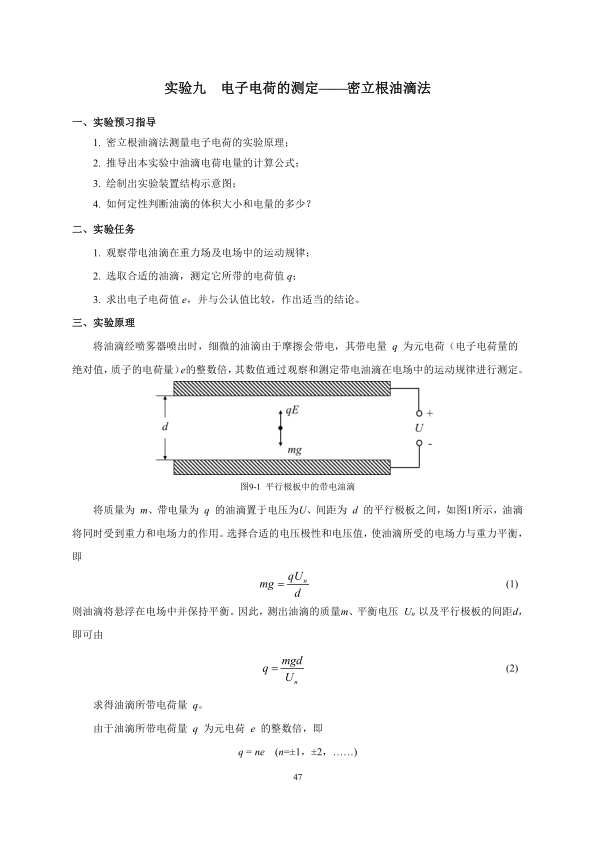 实验九 电子电荷的测定——密立根油滴法
一、实验预习指导
1. 密立根油滴法测量电子电荷的实验原理；
2. 推导出本实验中油滴电荷电量的计算公式；
3. 绘制出实验装置结构示意图；
4. 如何定性判断油滴的体积大小和电量的多少？
二、实验任务
1. 观察带电油滴在重力场及电场中的运动规律；
2. 选取合适的油滴，测定它所带的电荷值 q；
3. 求出电子电荷值 e，并与公认值比较，作出适当的结论。
三、实验原理
将油滴经喷雾器喷出时，细微的油滴由于摩擦会带电，其带电量 q 为元电荷（电子电荷量的
绝对值，质子的电荷量）e的整数倍，其数值通过观察和测定带电油滴在电场中的运动规律进行测定。
qE
+
d
U
-
mg
图9-1 平行极板中的带电油滴
将质量为 m、带电量为 q 的油滴置于电压为U、间距为 d 的平行极板之间，如图1所示，油滴
将同时受到重力和电场力的作用。选择合适的电压极性和电压值，使油滴所受的电场力与重力平衡，
即
mg = qUₙ / d (1)
则油滴将悬浮在电场中并保持平衡。因此，测出油滴的质量m、平衡电压 Uₙ 以及平行极板的间距d，
即可由
q = mgd / Uₙ (2)
求得油滴所带电荷量 q。
由于油滴所带电荷量 q 为元电荷 e 的整数倍，即
q = ne (n=±1，±2，……)
47